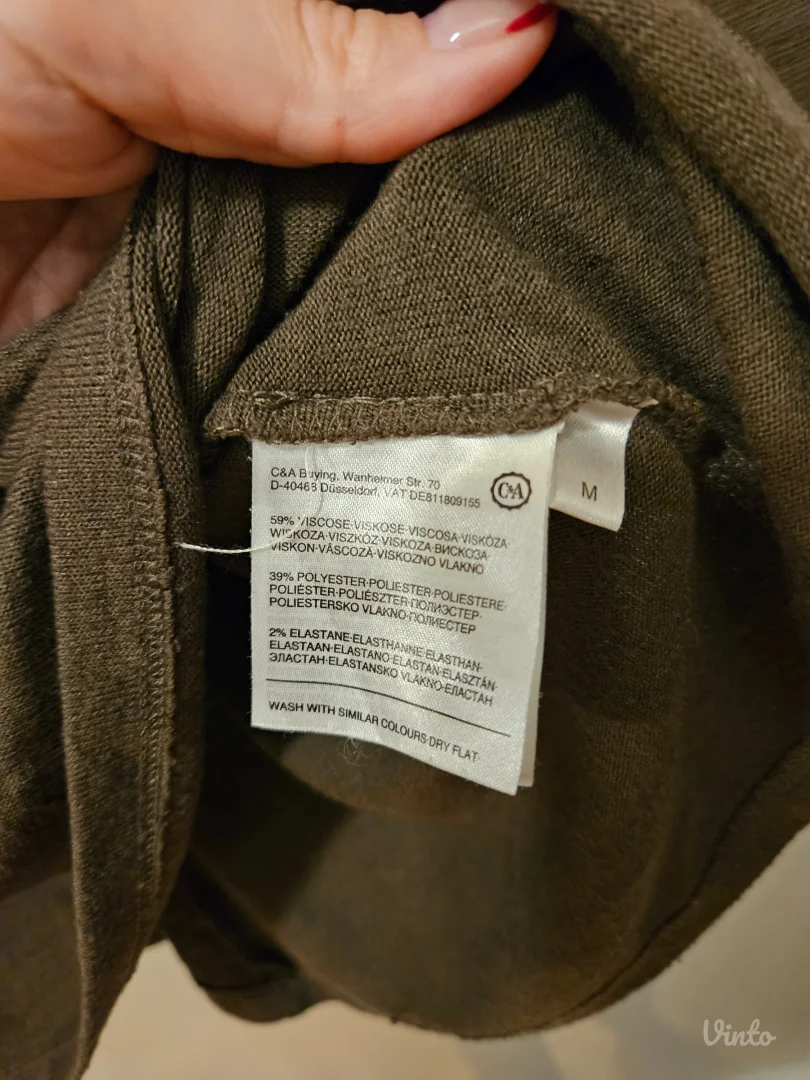 C&A Buying, Wanheimer Str. 70
D-40468 Düsseldorf, VAT DE811809155
C&A
M
59% VISCOSE·VISKOSE·VISCOSA·VISKÓZA
WISKOZA·VISZKÓZ·VISKOZA·ВИСКОЗА
VISKON·VÂSCOZĂ·VISKOZNO VLAKNO
39% POLYESTER·POLIESTER·POLIESTERE·
POLIÉSTER·POLIÉSZTER·ПОЛИЭСТЕР·
POLIESTERSKO VLAKNO·ПОЛИЕСТЕР
2% ELASTANE·ELASTHANNE·ELASTHAN·
ELASTAAN·ELASTANO·ELASTAN·ELASZTÁN·
ЭЛАСТАН·ELASTANSKO VLAKNO·ЕЛАСТАН
WASH WITH SIMILAR COLOURS·DRY FLAT·
Vinto